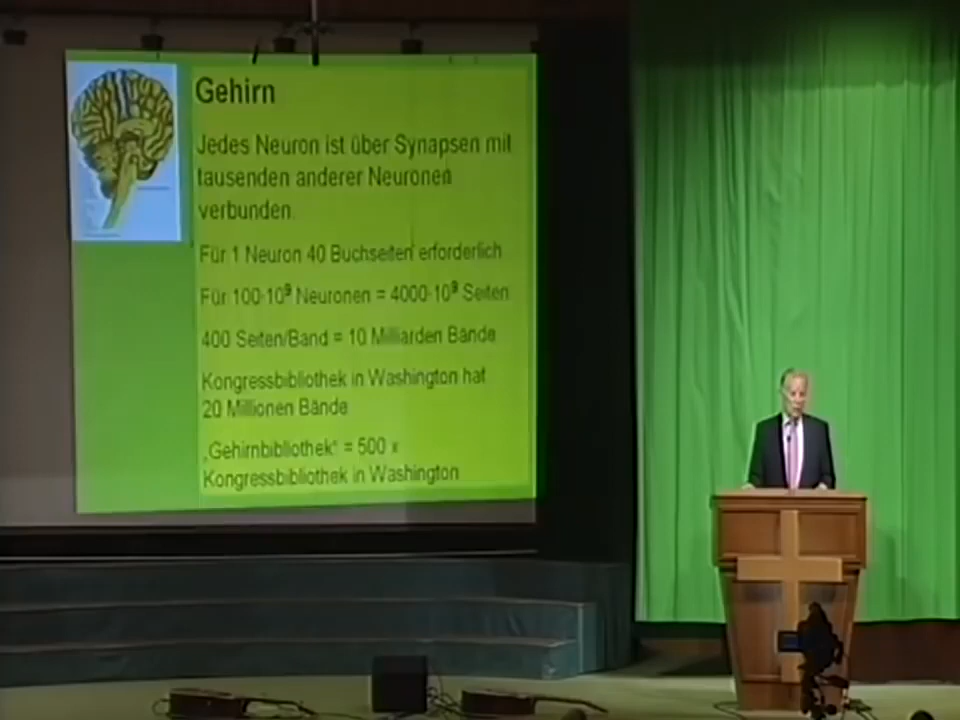 Gehirn
Jedes Neuron ist über Synapsen mit
tausenden anderer Neuronen
verbunden.
Für 1 Neuron 40 Buchseiten erforderlich
Für 100·10⁹ Neuronen = 4000·10⁹ Seiten
400 Seiten/Band = 10 Milliarden Bände
Kongressbibliothek in Washington hat
20 Millionen Bände
„Gehirnbibliothek“ = 500 x
Kongressbibliothek in Washington